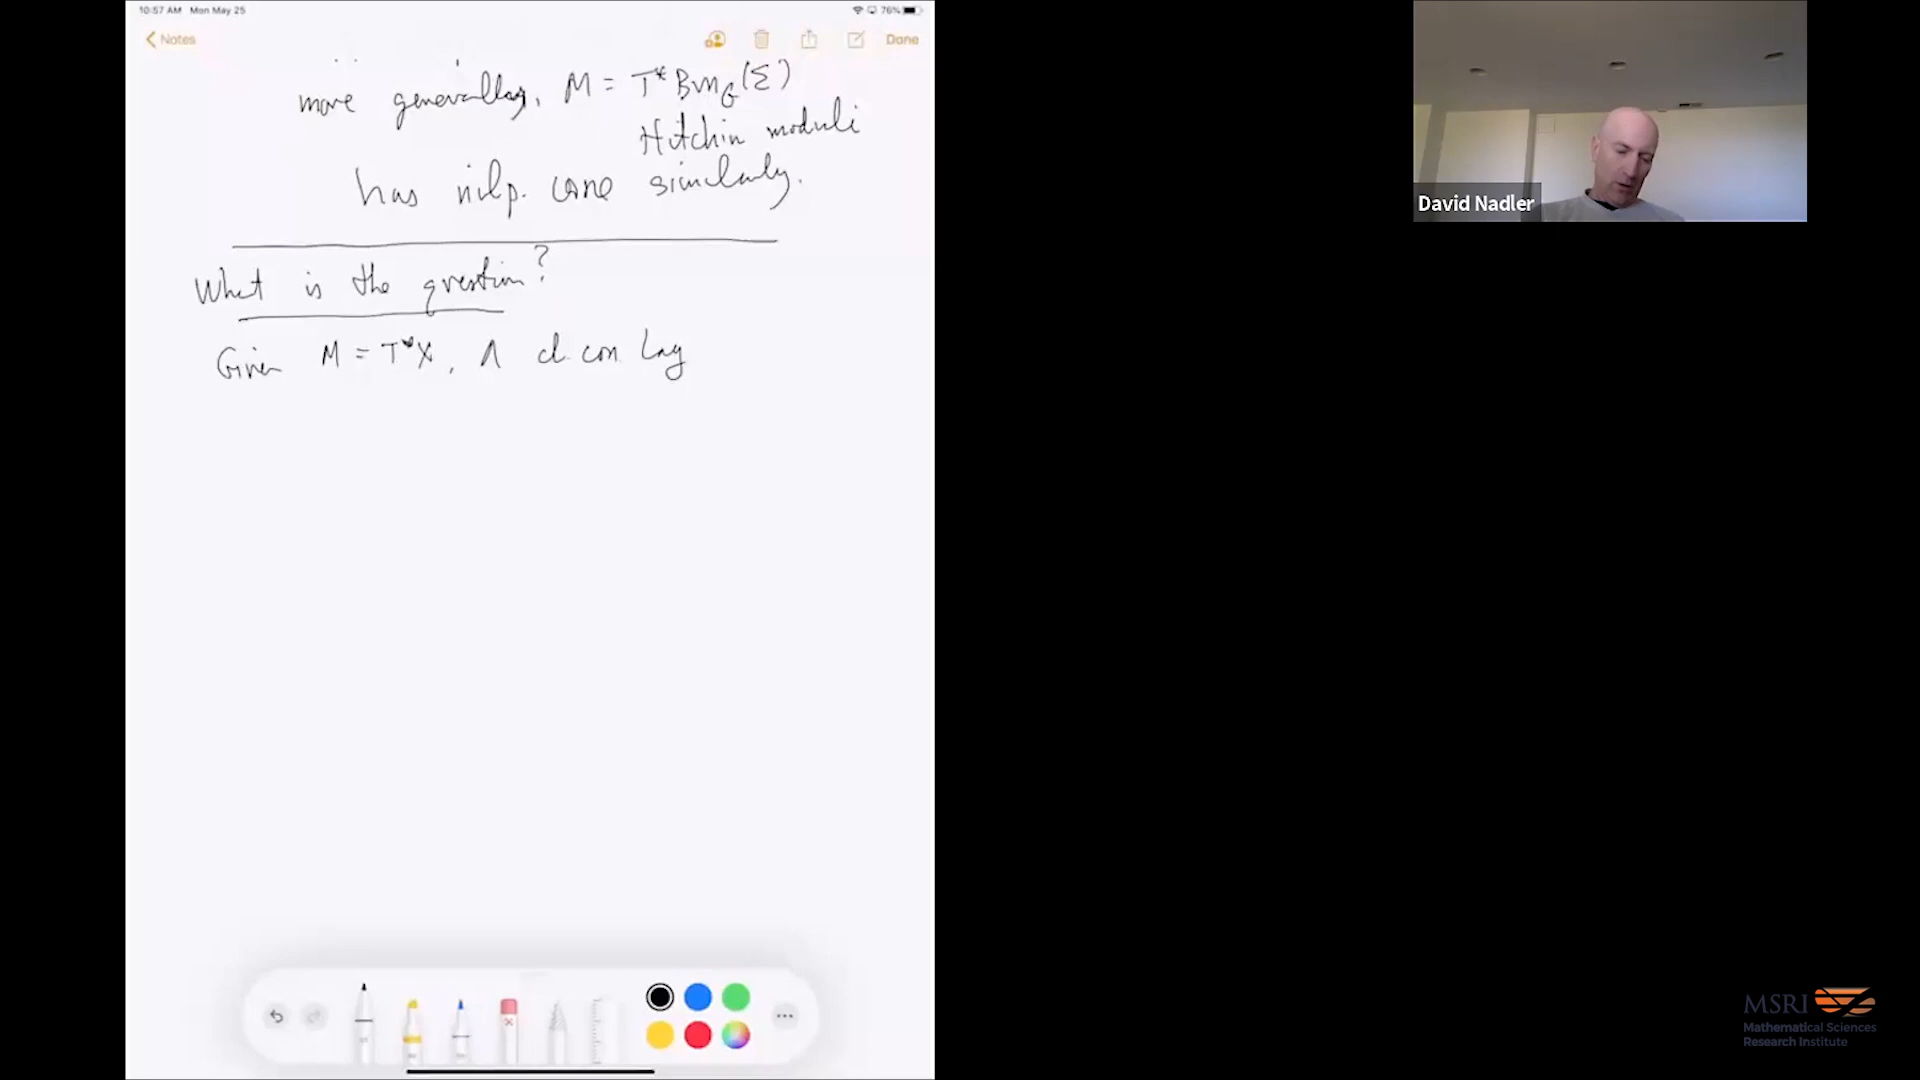 10:57 AM Mon May 25
76%
Notes
Done
more generally, M = T* Bun_G(Σ)
Hitchin moduli
has nilp. cone similarly.
What is the question?
Given M = T*X, Λ cl. con. Lag
David Nadler
MSRI
Mathematical Sciences
Research Institute